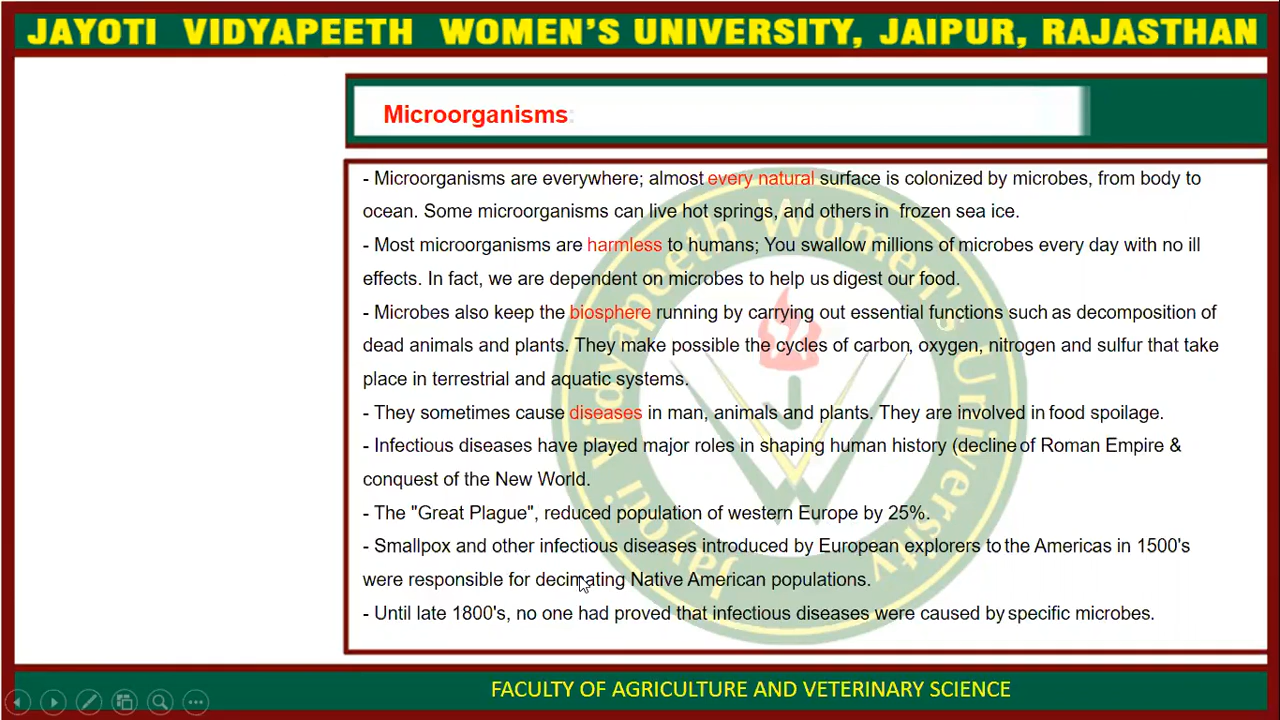 JAYOTI VIDYAPEETH WOMEN'S UNIVERSITY, JAIPUR, RAJASTHAN
Microorganisms:
- Microorganisms are everywhere; almost every natural surface is colonized by microbes, from body to
ocean. Some microorganisms can live hot springs, and others in frozen sea ice.
- Most microorganisms are harmless to humans; You swallow millions of microbes every day with no ill
effects. In fact, we are dependent on microbes to help us digest our food.
- Microbes also keep the biosphere running by carrying out essential functions such as decomposition of
dead animals and plants. They make possible the cycles of carbon, oxygen, nitrogen and sulfur that take
place in terrestrial and aquatic systems.
- They sometimes cause diseases in man, animals and plants. They are involved in food spoilage.
- Infectious diseases have played major roles in shaping human history (decline of Roman Empire &
conquest of the New World.
- The "Great Plague", reduced population of western Europe by 25%.
- Smallpox and other infectious diseases introduced by European explorers to the Americas in 1500's
were responsible for decimating Native American populations.
- Until late 1800's, no one had proved that infectious diseases were caused by specific microbes.
Jayoti Vidyapeeth Women's University
FACULTY OF AGRICULTURE AND VETERINARY SCIENCE